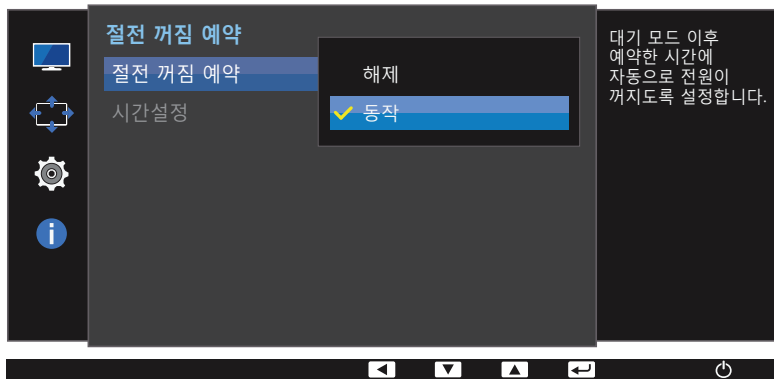 절전 꺼짐 예약
절전 꺼짐 예약
해제
시간설정
동작
대기 모드 이후
예약한 시간에
자동으로 전원이
꺼지도록 설정합니다.